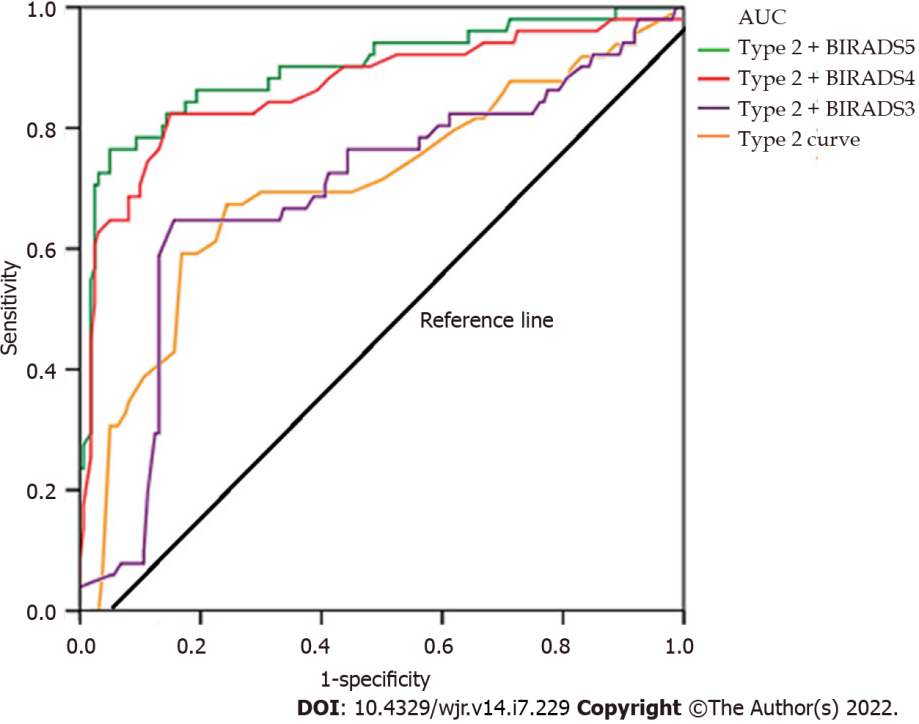 AUC
Type 2 + BIRADS5
Type 2 + BIRADS4
Type 2 + BIRADS3
Type 2 curve
1.0
0.8
0.6
0.4
0.2
0.0
Sensitivity
Reference line
0.0 0.2 0.4 0.6 0.8 1.0
1-specificity
DOI: 10.4329/wjr.v14.i7.229 Copyright ©The Author(s) 2022.